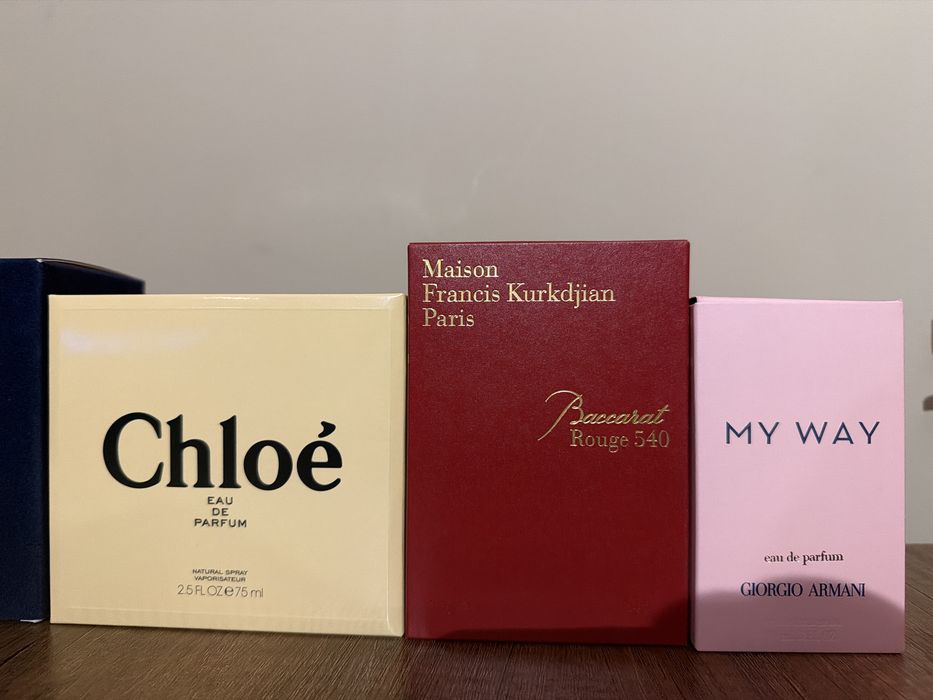 Chloé
EAU
DE
PARFUM
NATURAL SPRAY
VAPORISATEUR
2.5 FL OZ ℮ 75 ml
Maison
Francis Kurkdjian
Paris
Baccarat
Rouge 540
MY WAY
eau de parfum
GIORGIO ARMANI